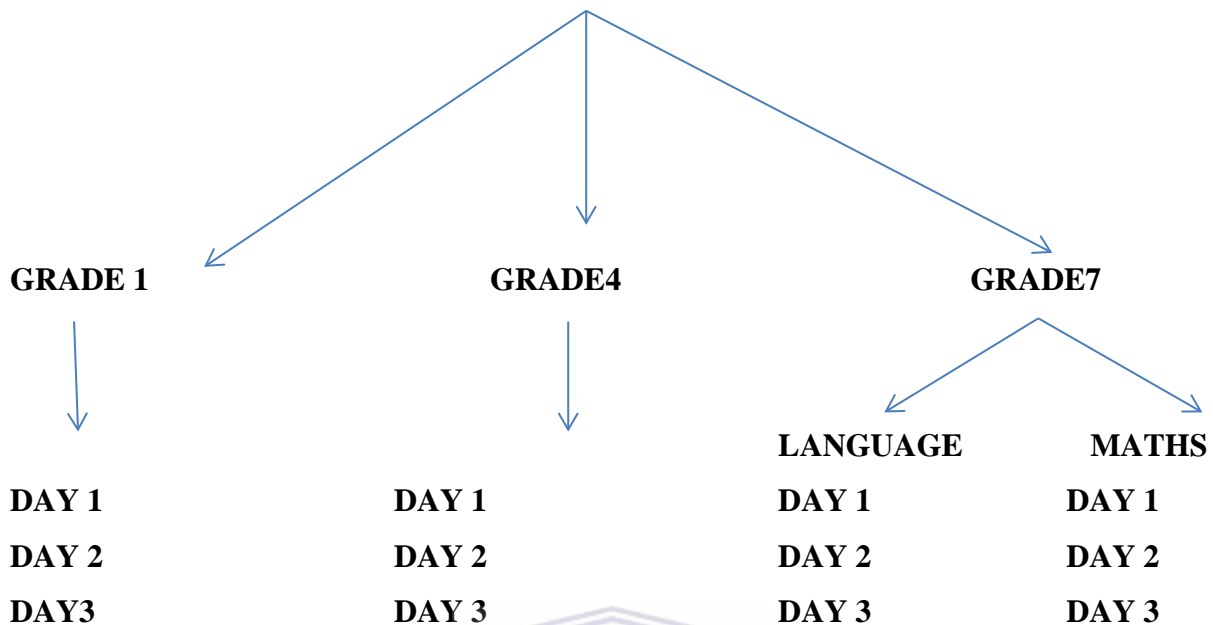 GRADE 1 GRADE4 GRADE7
LANGUAGE MATHS
DAY 1 DAY 1 DAY 1 DAY 1
DAY 2 DAY 2 DAY 2 DAY 2
DAY3 DAY 3 DAY 3 DAY 3